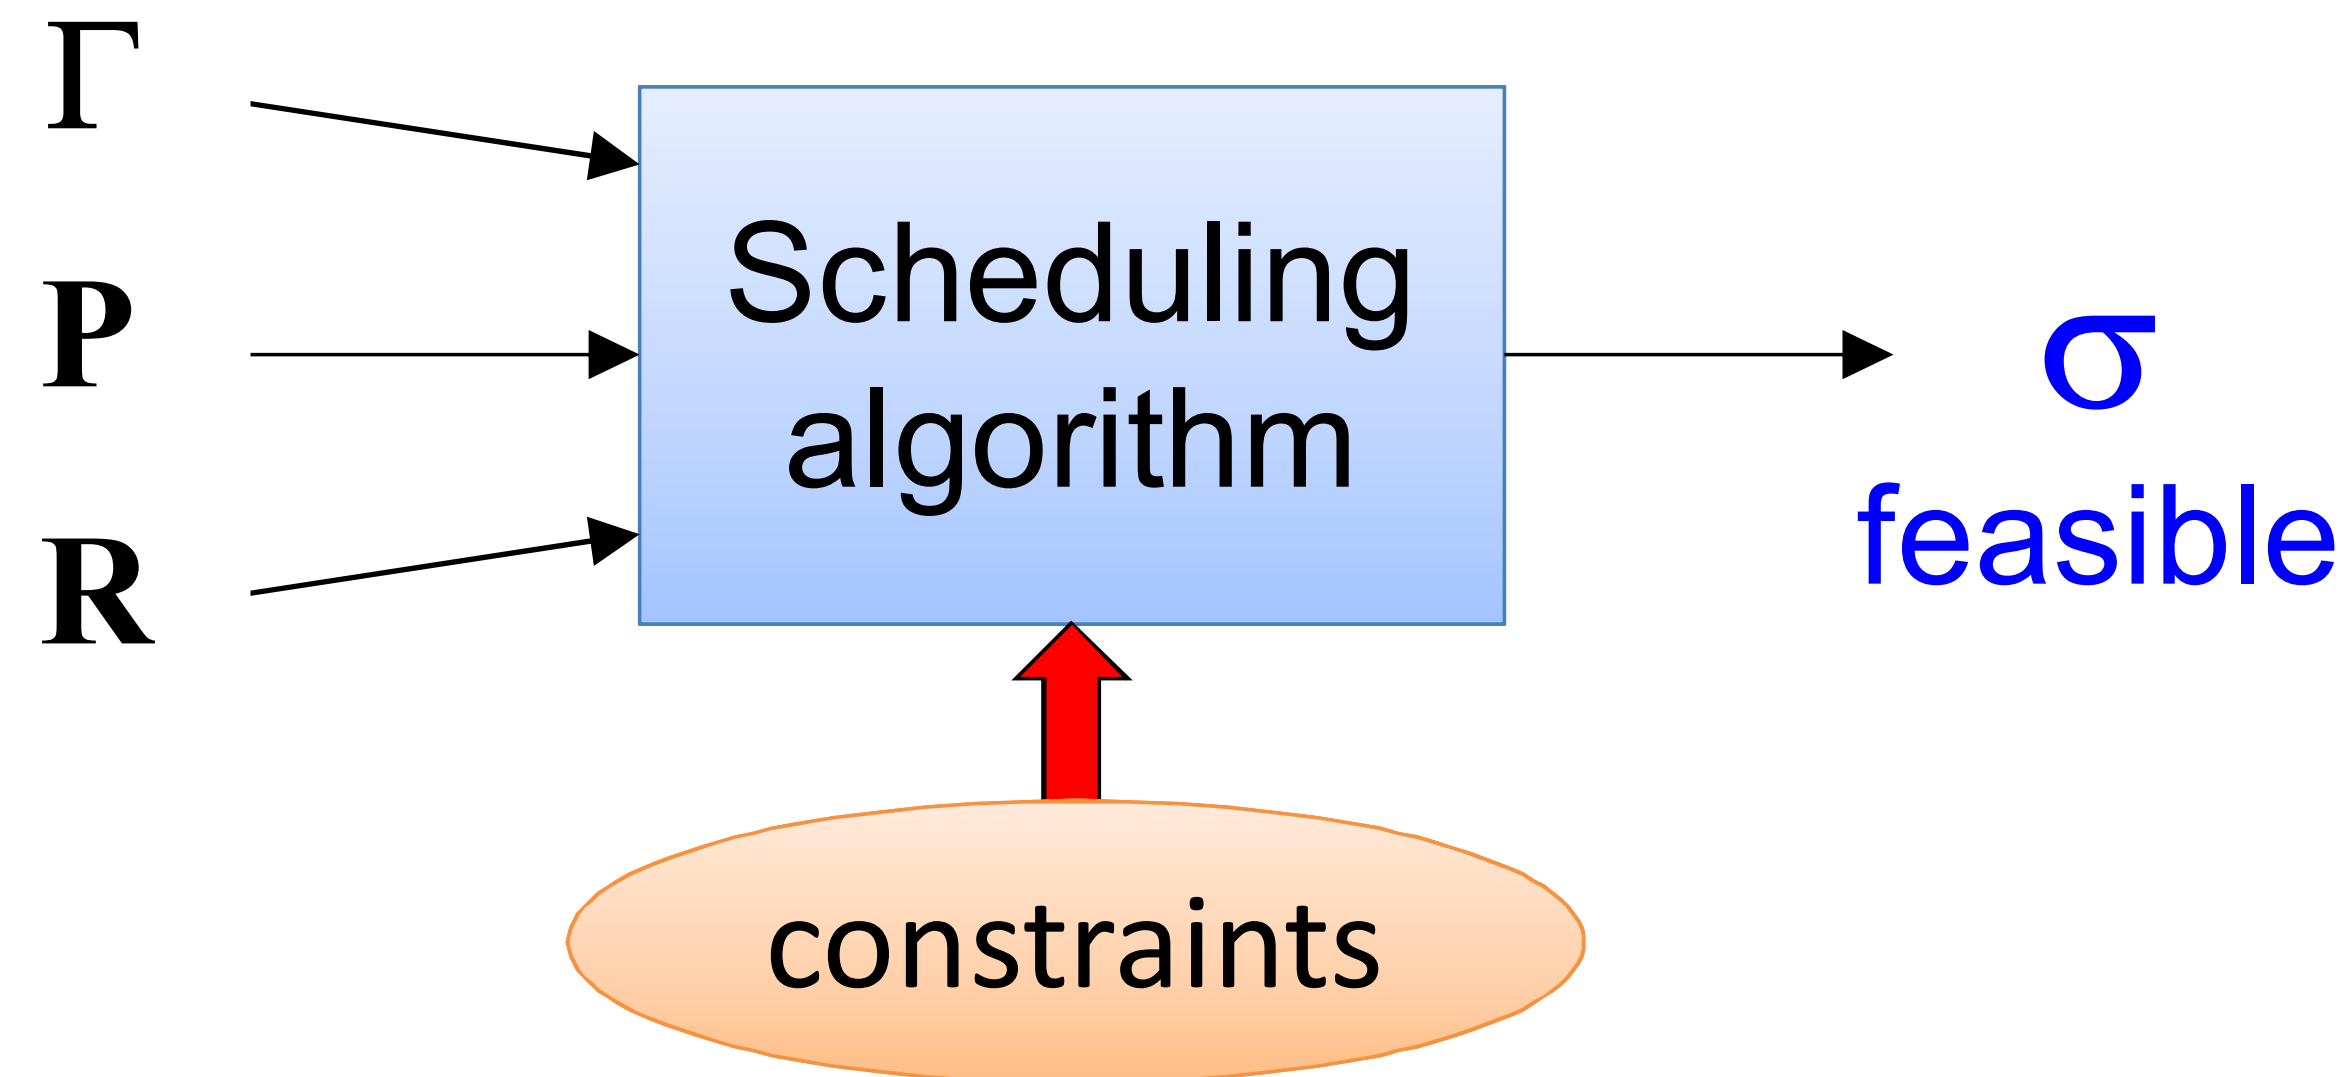 Γ
P
R
Scheduling
algorithm
σ
feasible
constraints